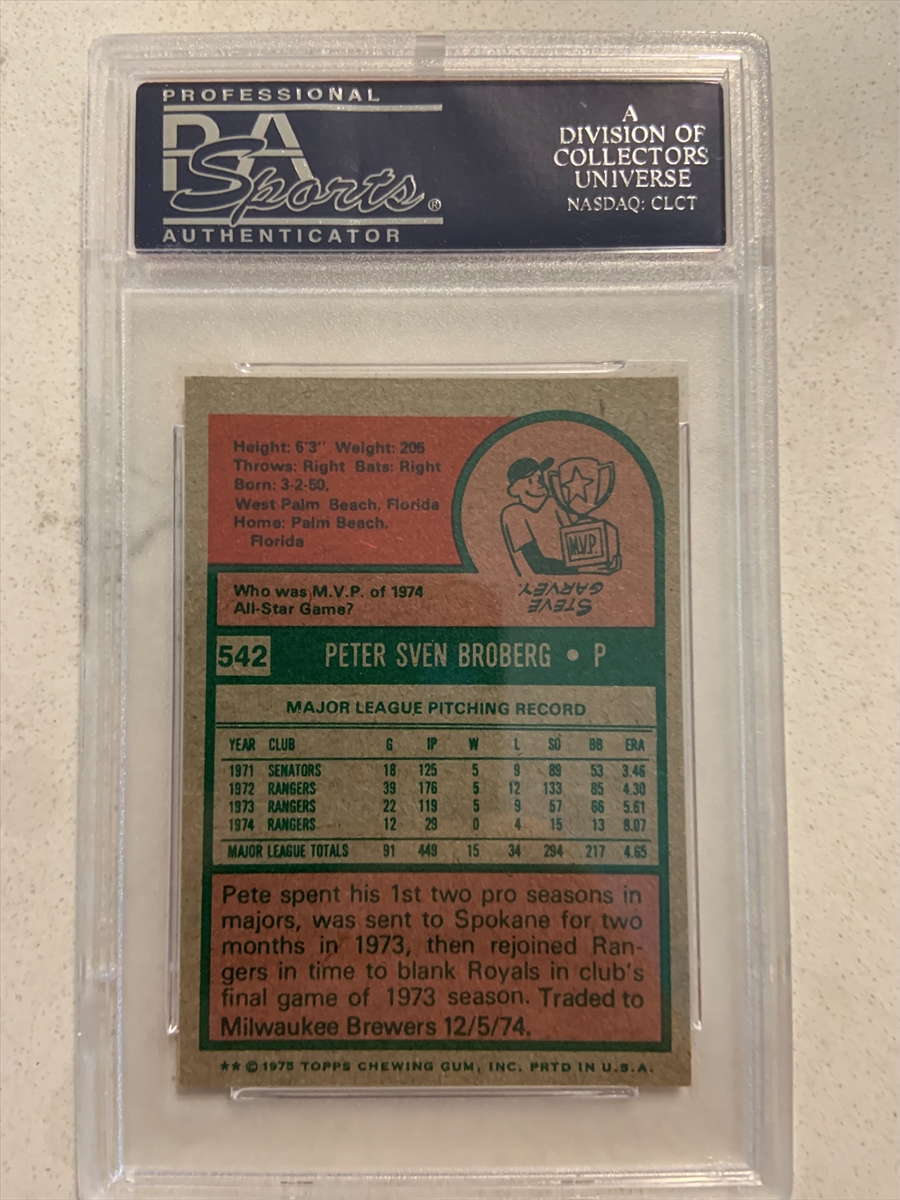 PROFESSIONAL
PSA
Sports®
AUTHENTICATOR
A
DIVISION OF
COLLECTORS
UNIVERSE
NASDAQ: CLCT
Height: 6'3" Weight: 205
Throws: Right Bats: Right
Born: 3-2-50,
West Palm Beach, Florida
Home: Palm Beach,
Florida
M.V.P.
STEVE
GARVEY.
Who was M.V.P. of 1974
All-Star Game?
542 PETER SVEN BROBERG • P
MAJOR LEAGUE PITCHING RECORD
YEAR CLUB G IP W L SO BB ERA
1971 SENATORS 18 125 5 9 89 53 3.46
1972 RANGERS 39 176 5 12 133 85 4.30
1973 RANGERS 22 119 5 9 57 66 5.61
1974 RANGERS 12 29 0 4 15 13 8.07
MAJOR LEAGUE TOTALS 91 449 15 34 294 217 4.65
Pete spent his 1st two pro seasons in
majors, was sent to Spokane for two
months in 1973, then rejoined Ran-
gers in time to blank Royals in club's
final game of 1973 season. Traded to
Milwaukee Brewers 12/5/74.
** © 1975 TOPPS CHEWING GUM, INC. PRTD IN U.S.A.